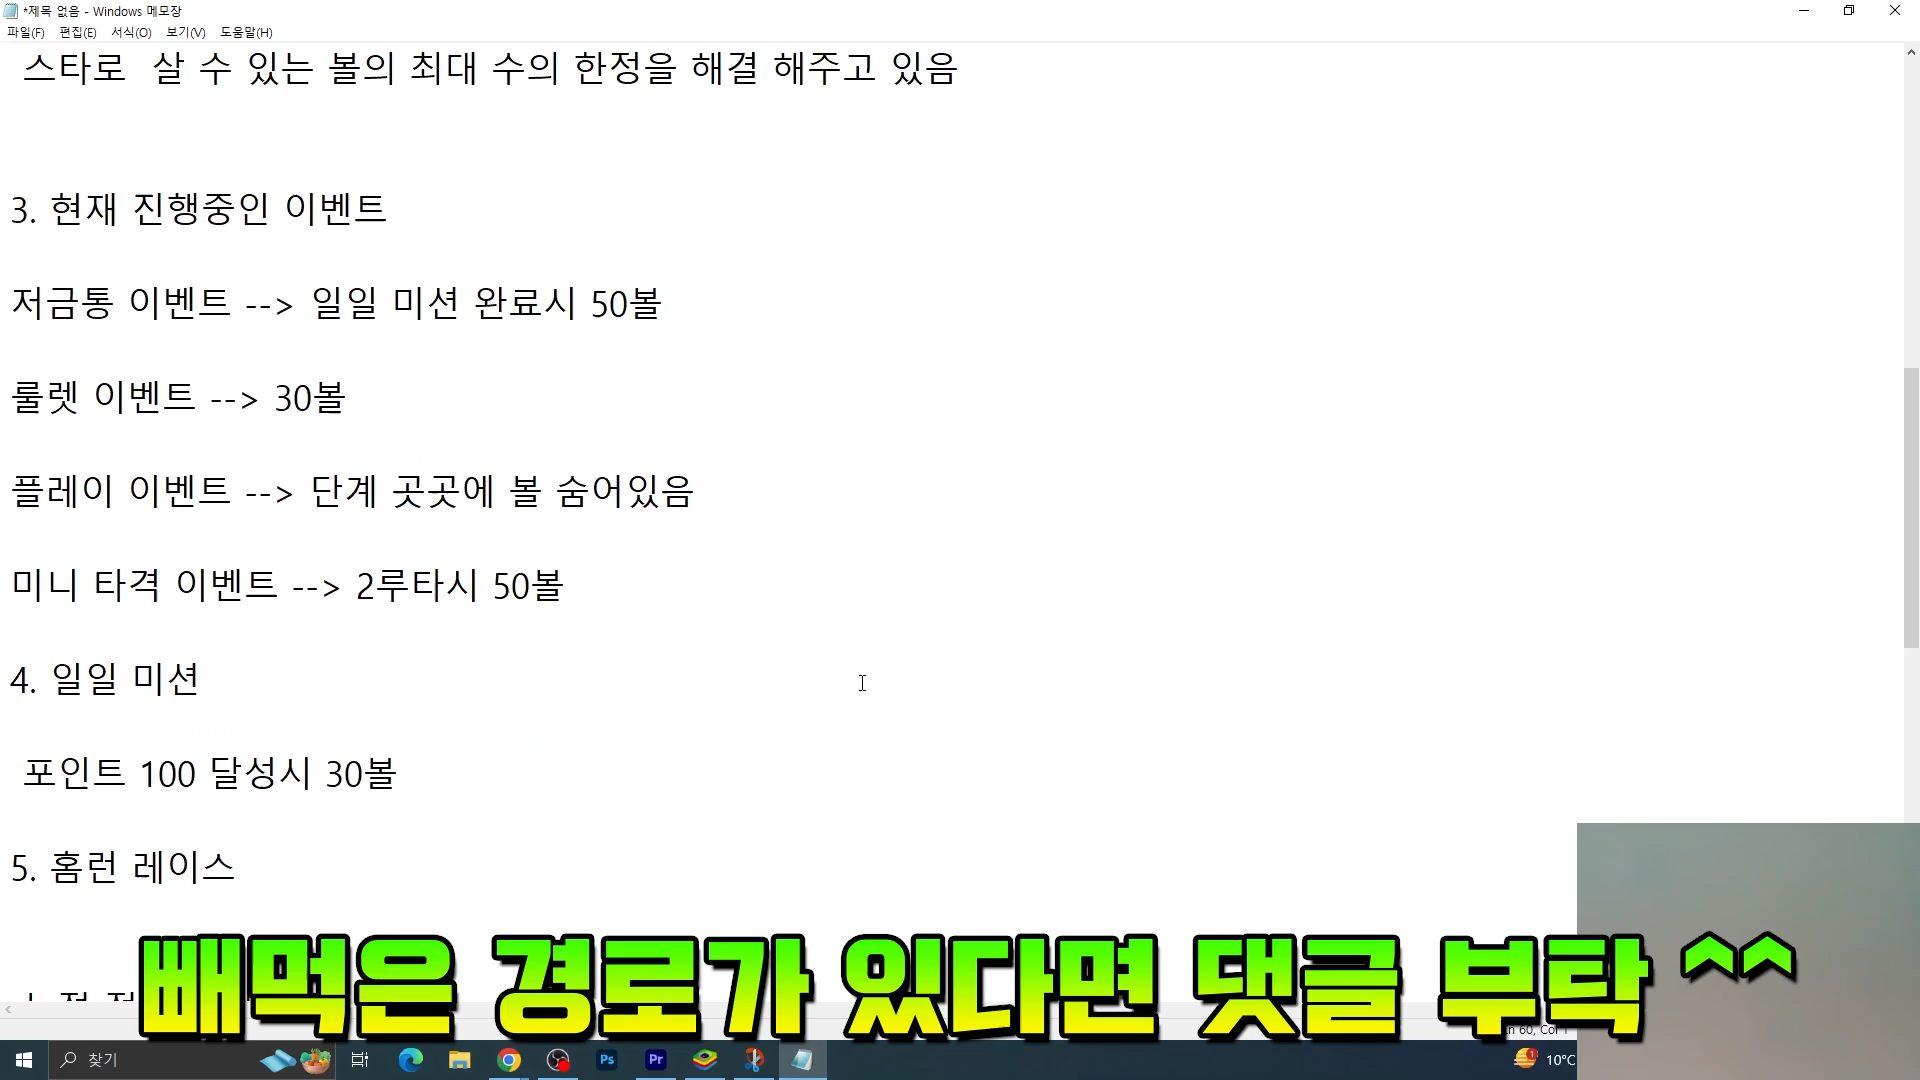 *제목 없음 - Windows 메모장
파일(F) 편집(E) 서식(O) 보기(V) 도움말(H)
스타로 살 수 있는 볼의 최대 수의 한정을 해결 해주고 있음
3. 현재 진행중인 이벤트
저금통 이벤트 --> 일일 미션 완료시 50볼
룰렛 이벤트 --> 30볼
플레이 이벤트 --> 단계 곳곳에 볼 숨어있음
미니 타격 이벤트 --> 2루타시 50볼
4. 일일 미션
포인트 100 달성시 30볼
5. 홈런 레이스
빼먹은 경로가 있다면 댓글 부탁 ^^
찾기
Ps
Pr
1
10°C